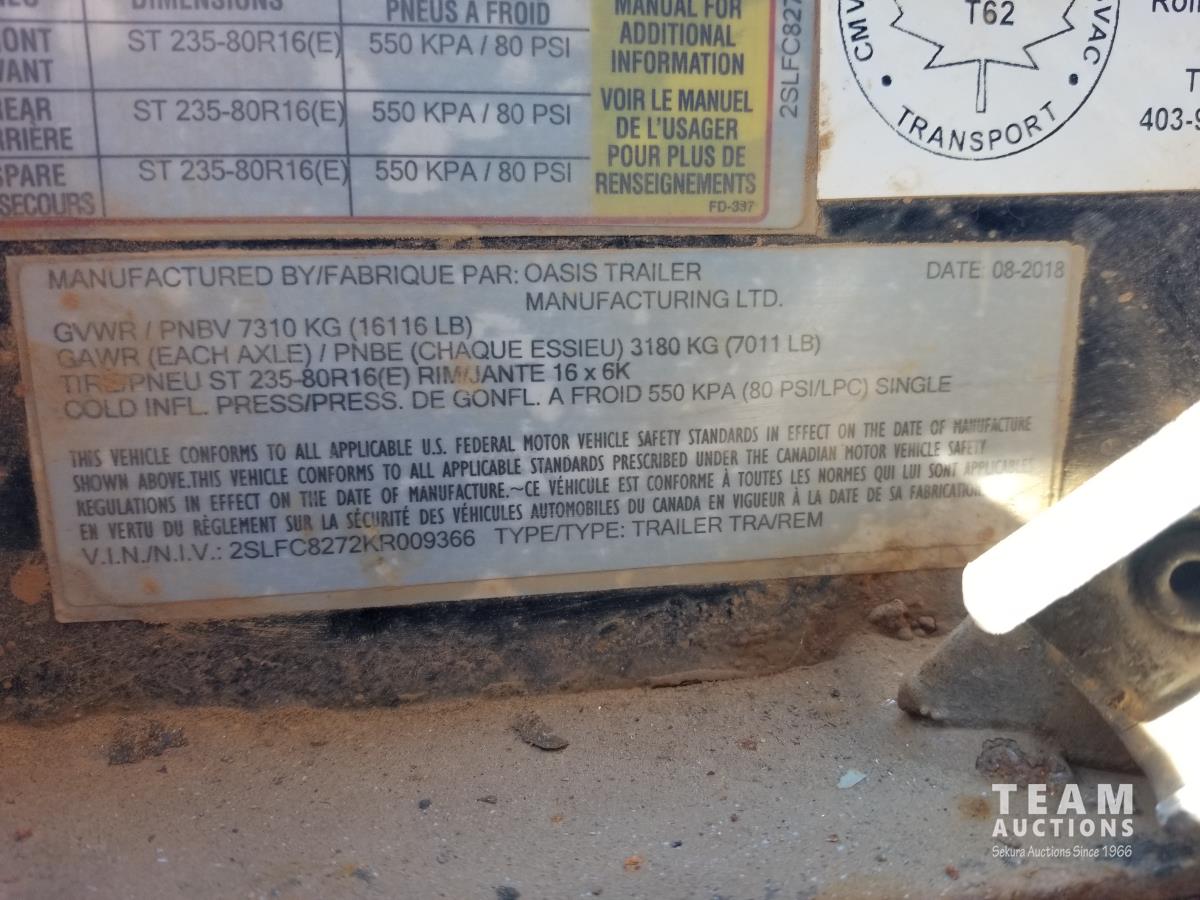 DIMENSIONS
PNEUS A FROID
ST 235-80R16(E) 550 KPA / 80 PSI
ST 235-80R16(E) 550 KPA / 80 PSI
SPARE ST 235-80R16(E) 550 KPA / 80 PSI
SECOURS
MANUAL FOR
ADDITIONAL
INFORMATION
VOIR LE MANUEL
DE L'USAGER
POUR PLUS DE
RENSEIGNEMENTS
FD-337
2SLFC827
T62
TRANSPORT
403-9
MANUFACTURED BY/FABRIQUE PAR: OASIS TRAILER DATE: 08-2018
MANUFACTURING LTD.
GVWR / PNBV 7310 KG (16116 LB)
GAWR (EACH AXLE) / PNBE (CHAQUE ESSIEU) 3180 KG (7011 LB)
TIRE/PNEU ST 235-80R16(E) RIM/JANTE 16 x 6K
COLD INFL. PRESS/PRESS. DE GONFL. A FROID 550 KPA (80 PSI/LPC) SINGLE
THIS VEHICLE CONFORMS TO ALL APPLICABLE U.S. FEDERAL MOTOR VEHICLE SAFETY STANDARDS IN EFFECT ON THE DATE OF MANUFACTURE
SHOWN ABOVE.THIS VEHICLE CONFORMS TO ALL APPLICABLE STANDARDS PRESCRIBED UNDER THE CANADIAN MOTOR VEHICLE SAFETY
REGULATIONS IN EFFECT ON THE DATE OF MANUFACTURE.~CE VÉHICULE EST CONFORME À TOUTES LES NORMES QUI LUI SONT APPLICABLES
EN VERTU DU RÈGLEMENT SUR LA SÉCURITÉ DES VÉHICULES AUTOMOBILES DU CANADA EN VIGUEUR À LA DATE DE SA FABRICATION
V.I.N./N.I.V.: 2SLFC8272KR009366 TYPE/TYPE: TRAILER TRA/REM
TEAM
AUCTIONS
Sekura Auctions Since 1966